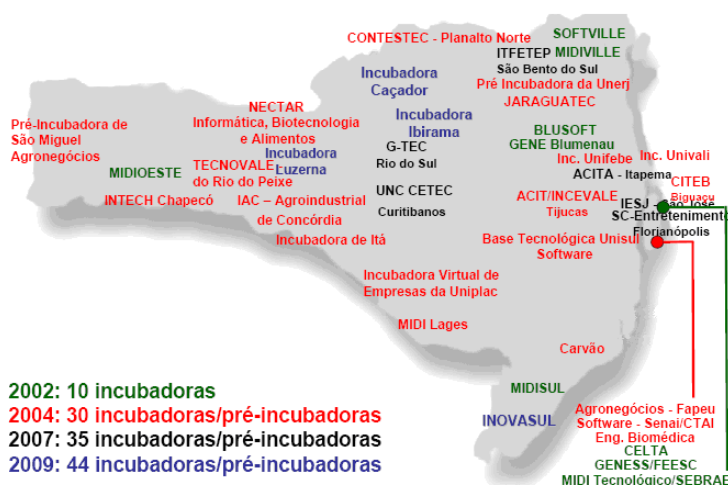 CONTESTEC - Planalto Norte
SOFTVILLE
ITFETEP MIDIVILLE
São Bento do Sul
Pré Incubadora da Unerj
JARAGUATEC
Incubadora
Caçador
NECTAR
Informática, Biotecnologia
e Alimentos
Incubadora
Ibirama
Pré-Incubadora de
São Miguel
Agronegócios
BLUSOFT
GENE Blumenau
G-TEC
Rio do Sul
Inc. Unifebe
Inc. Univali
MIDIOESTE
TECNOVALE -
do Rio do Peixe
Incubadora
Luzerna
ACITA - Itapema
CITEB
Biguaçu
UNC CETEC
Curitibanos
INTECH Chapecó
IAC – Agroindustrial
de Concórdia
ACIT/INCEVALE
Tijucas
IESJ - São José
SC-Entretenimento
Florianópolis
Incubadora de Itá
Base Tecnológica Unisul
Software
Incubadora Virtual de
Empresas da Uniplac
MIDI Lages
Carvão
MIDISUL
INOVASUL
2002: 10 incubadoras
2004: 30 incubadoras/pré-incubadoras
2007: 35 incubadoras/pré-incubadoras
2009: 44 incubadoras/pré-incubadoras
Agronegócios - Fapeu
Software - Senai/CTAI
Eng. Biomédica
CELTA
GENESS/FEESC
MIDI Tecnológico/SEBRAE